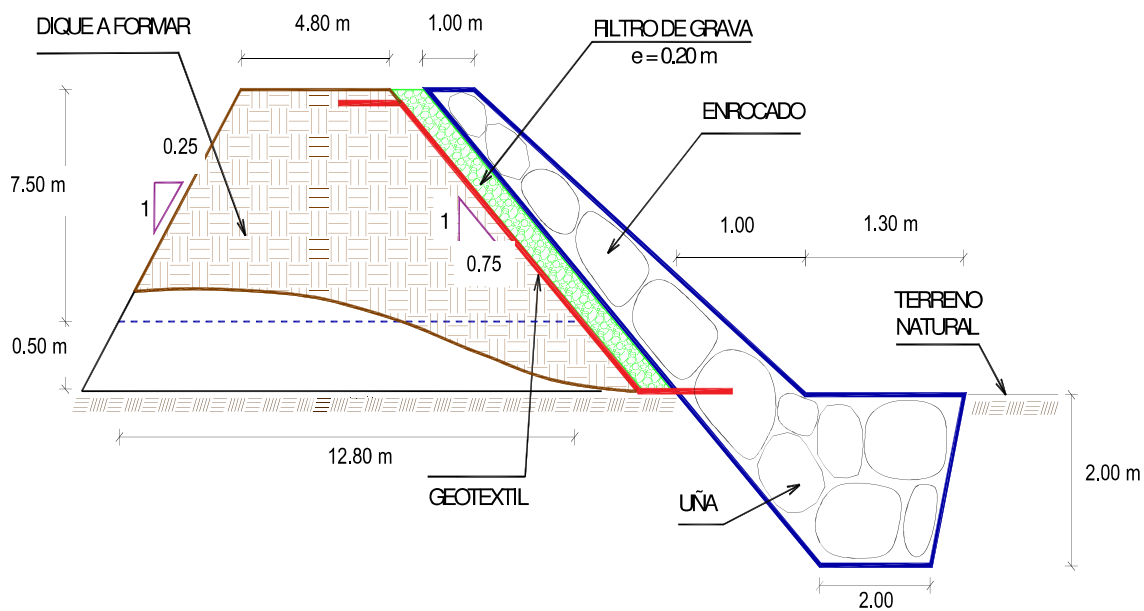 DIQUE A FORMAR
4.80 m
1.00 m
FILTRO DE GRAVA
e = 0.20 m
ENROCADO
0.25
7.50 m
1
1
0.75
1.00
1.30 m
TERRENO
NATURAL
0.50 m
12.80 m
GEOTEXTIL
UÑA
2.00 m
2.00